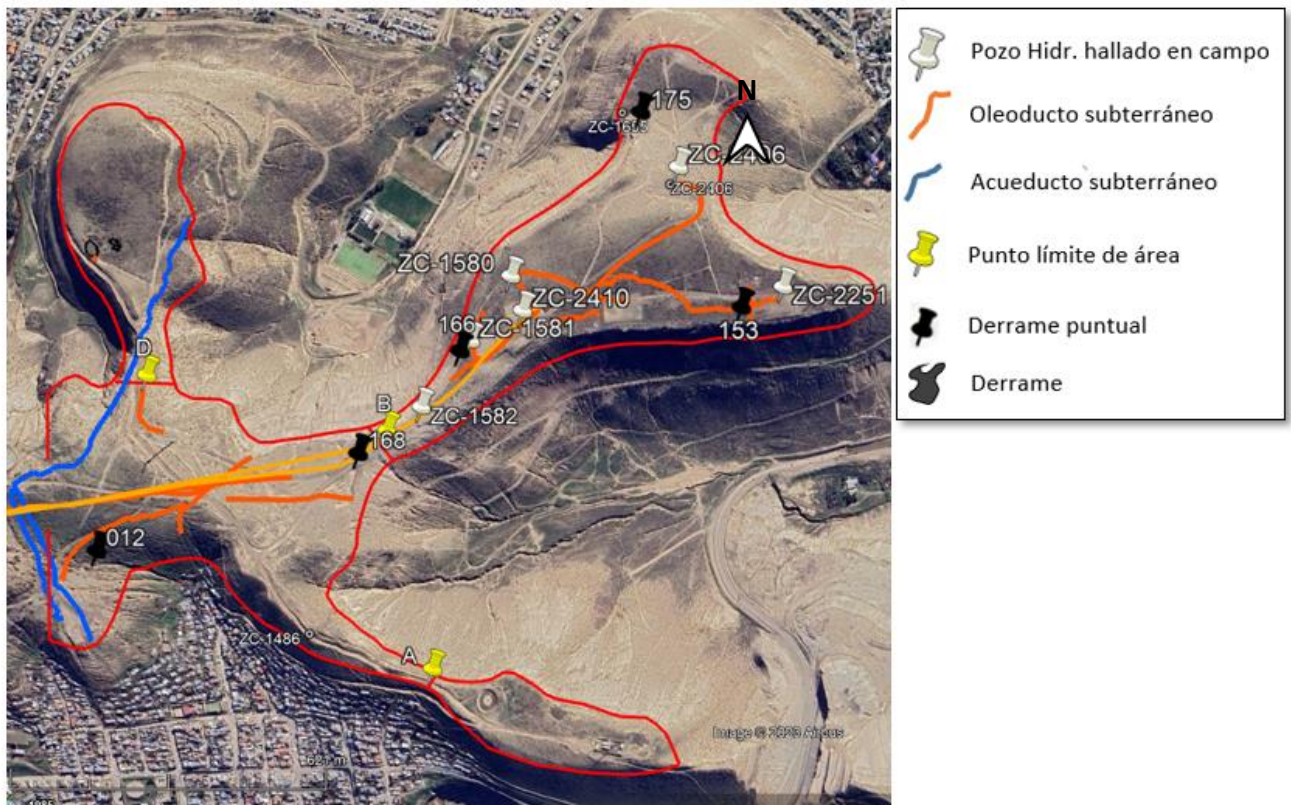 N
175
ZC-1685
ZC-2406
ZC-2406
ZC-1580
ZC-2410
ZC-2251
166
ZC-1581
153
D
B
ZC-1582
168
012
ZC-1486
A
Image © 2023 Airbus
Pozo Hidr. hallado en campo
Oleoducto subterráneo
Acueducto subterráneo
Punto límite de área
Derrame puntual
Derrame